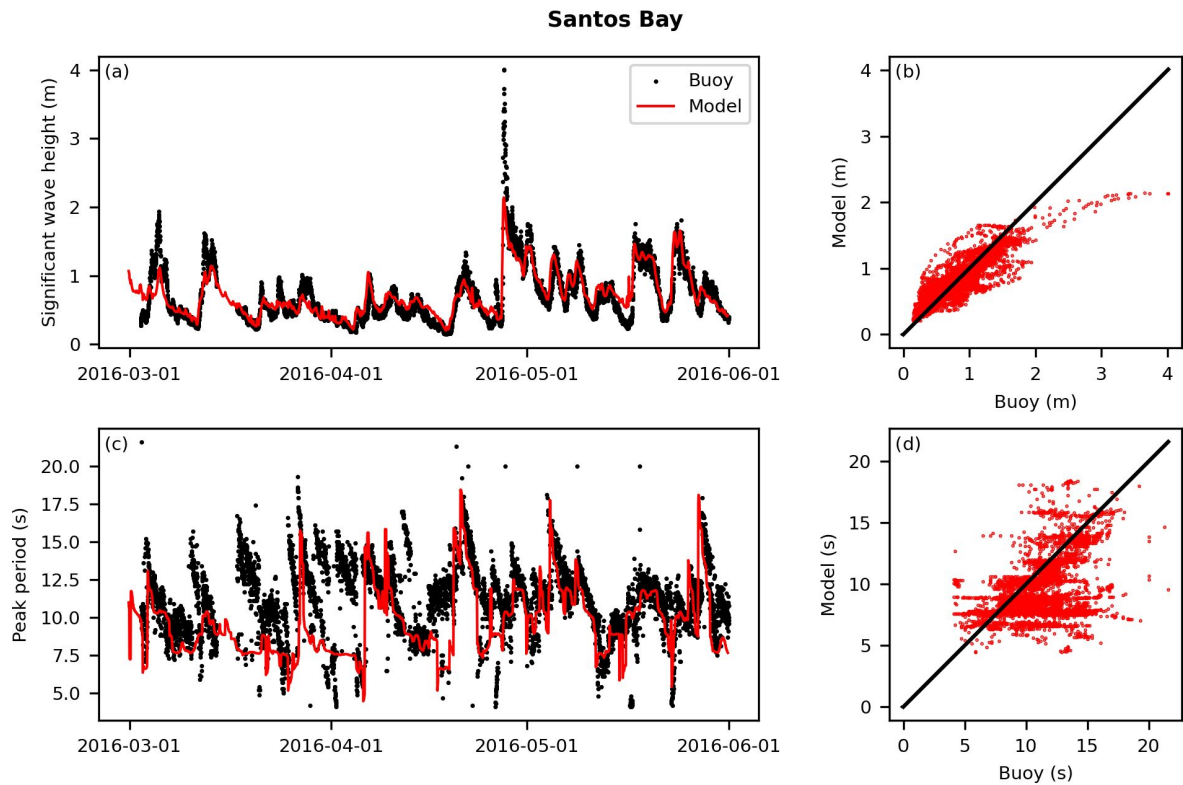 Santos Bay
(a)
Significant wave height (m)
4
3
2
1
0
Buoy
Model
2016-03-01 2016-04-01 2016-05-01 2016-06-01
(b)
Model (m)
4
3
2
1
0
0 1 2 3 4
Buoy (m)
(c)
Peak period (s)
20.0
17.5
15.0
12.5
10.0
7.5
5.0
2016-03-01 2016-04-01 2016-05-01 2016-06-01
(d)
Model (s)
20
15
10
5
0
0 5 10 15 20
Buoy (s)